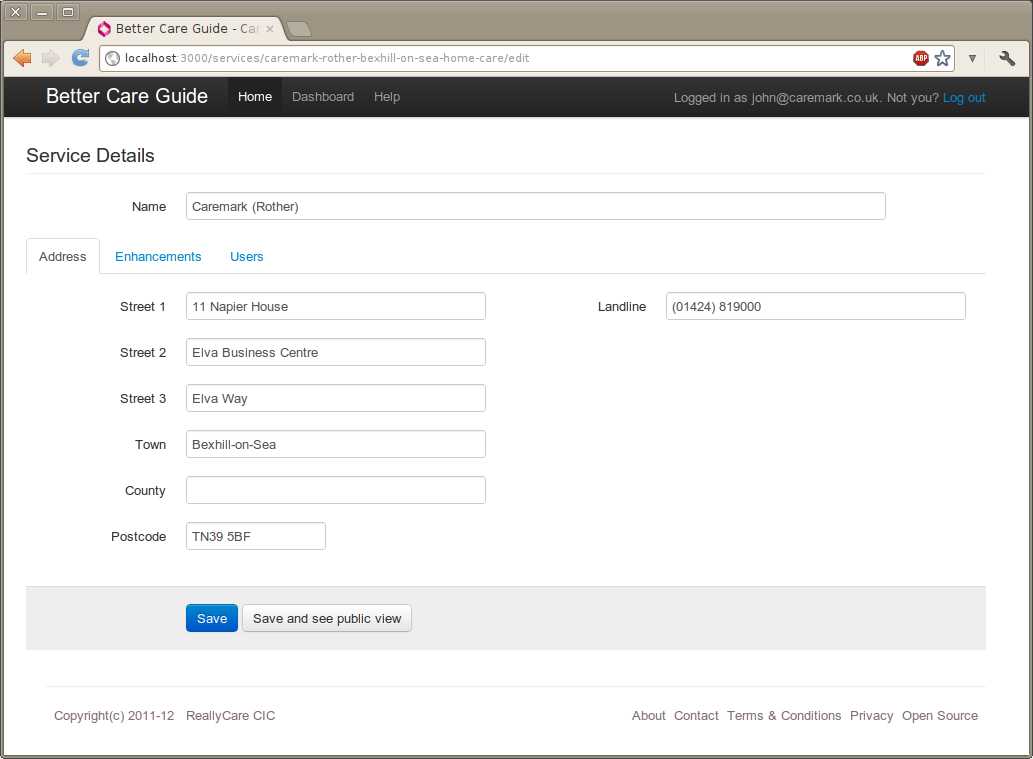 Better Care Guide - Car
localhost:3000/services/caremark-rother-bexhill-on-sea-home-care/edit
ABP
Better Care Guide Home Dashboard Help Logged in as john@caremark.co.uk. Not you? Log out
Service Details
Name Caremark (Rother)
Address Enhancements Users
Street 1 11 Napier House Landline (01424) 819000
Street 2 Elva Business Centre
Street 3 Elva Way
Town Bexhill-on-Sea
County
Postcode TN39 5BF
Save Save and see public view
Copyright(c) 2011-12 ReallyCare CIC About Contact Terms & Conditions Privacy Open Source